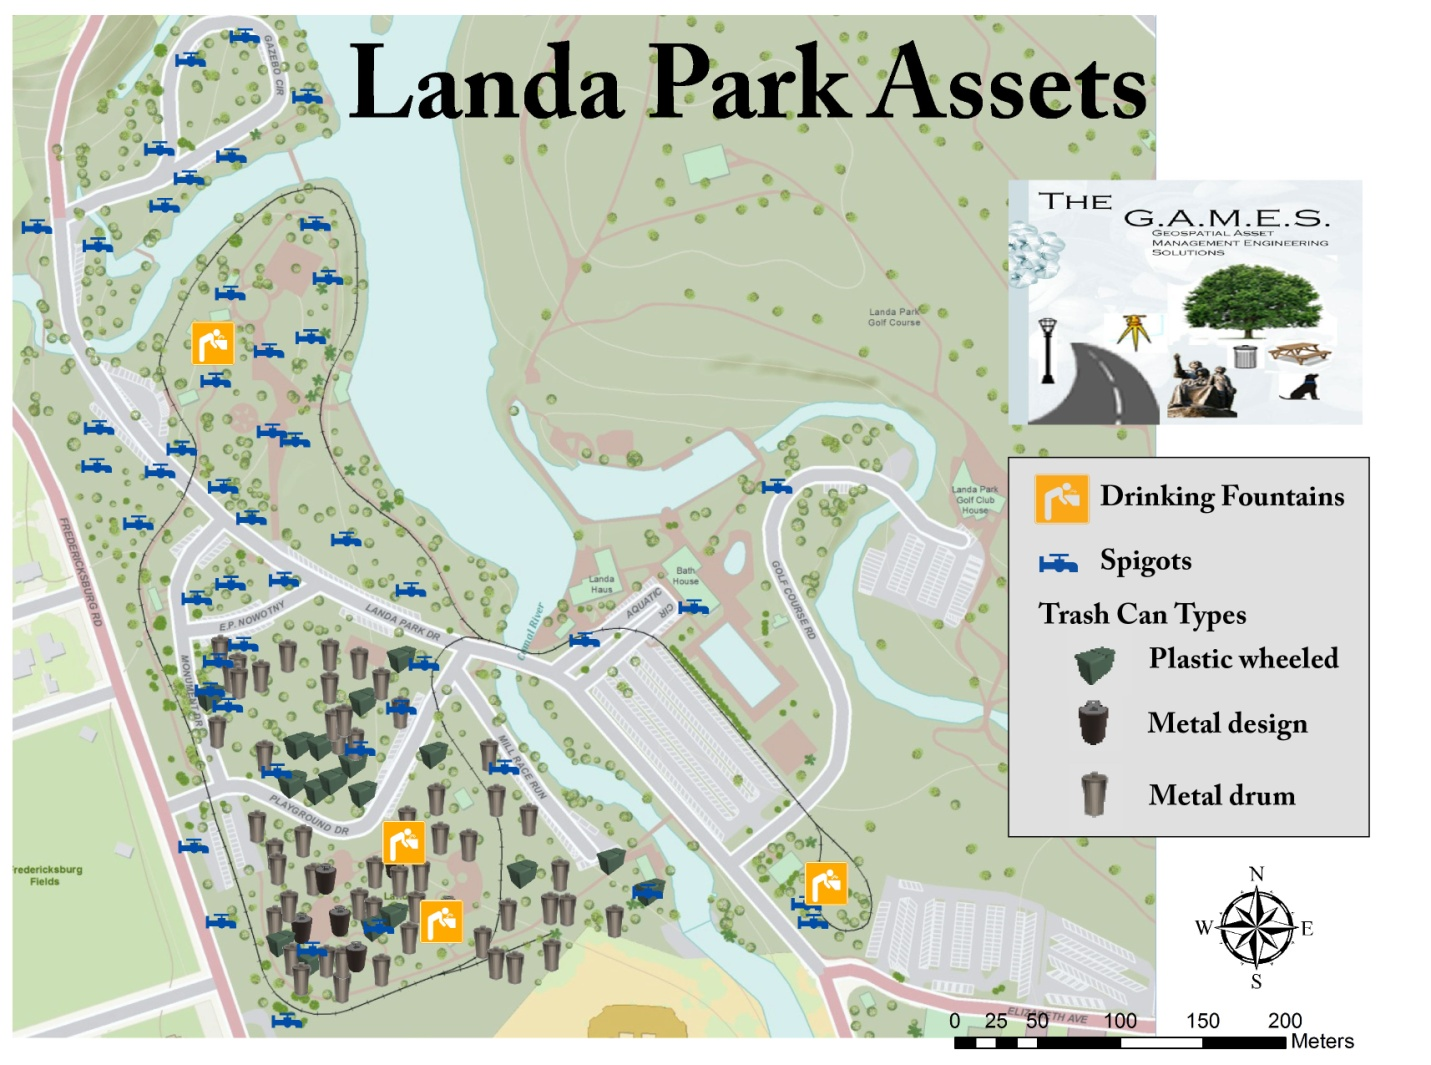 Landa Park Assets
GAZEBO CIR
THE
G.A.M.E.S.
GEOSPATIAL ASSET
MANAGEMENT ENGINEERING
SOLUTIONS
Landa Park
Golf Course
Drinking Fountains
Spigots
Trash Can Types
Plastic wheeled
Metal design
Metal drum
Landa Park
Golf Club
House
FREDERICKSBURG RD
Landa
Haus
Bath
House
AQUATIC
CIR
GOLF COURSE RD
E.P. NOWOTNY
LANDA PARK DR
Comal River
MONUMENT DR
MILL RACE RUN
PLAYGROUND DR
Fredericksburg
Fields
ELIZABETH AVE
N
W
E
S
0 25 50 100 150 200
Meters